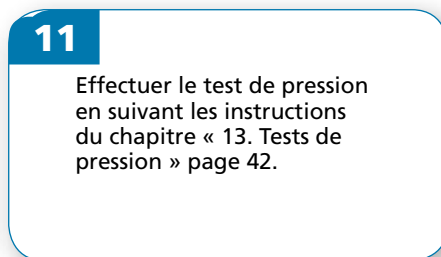 11
Effectuer le test de pression
en suivant les instructions
du chapitre « 13. Tests de
pression » page 42.